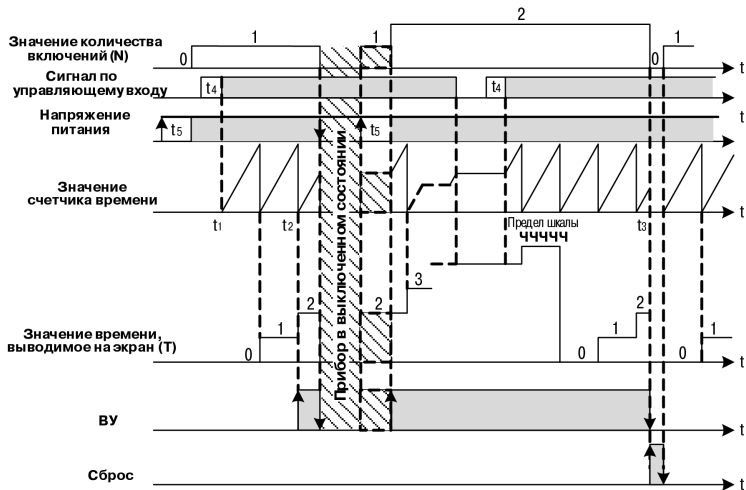 2
Значение количества
включений (N)
0
1
1
0
1
t
Сигнал по
управляющему входу
t4
t4
t
Напряжение
питания
t5
t5
t
Значение
счетчика времени
t1
t2
t3
t
Прибор в выключенном состоянии
Предел шкалы
ЧЧЧЧЧ
Значение времени,
выводимое на экран (T)
0
1
2
2
3
0
1
2
0
1
t
ВУ
t
Сброс
t